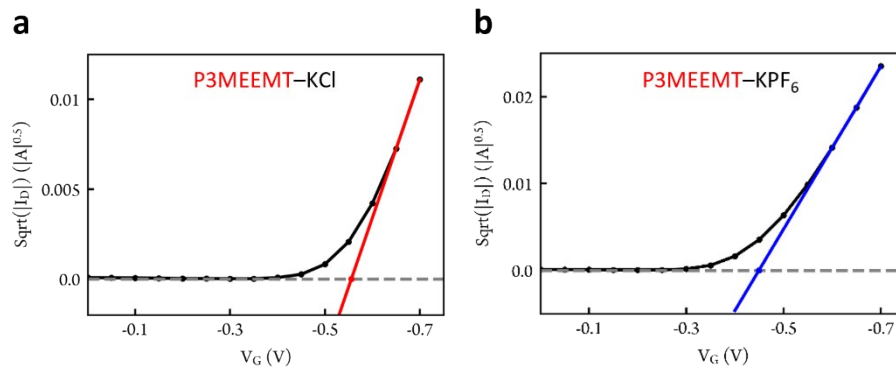 a
P3MEEMT–KCl
Sqrt(|I_D|) (|A|^0.5)
0.01
0.005
0.0
-0.1 -0.3 -0.5 -0.7
V_G (V)
b
P3MEEMT–KPF₆
Sqrt(|I_D|) (|A|^0.5)
0.02
0.01
0.0
-0.1 -0.3 -0.5 -0.7
V_G (V)